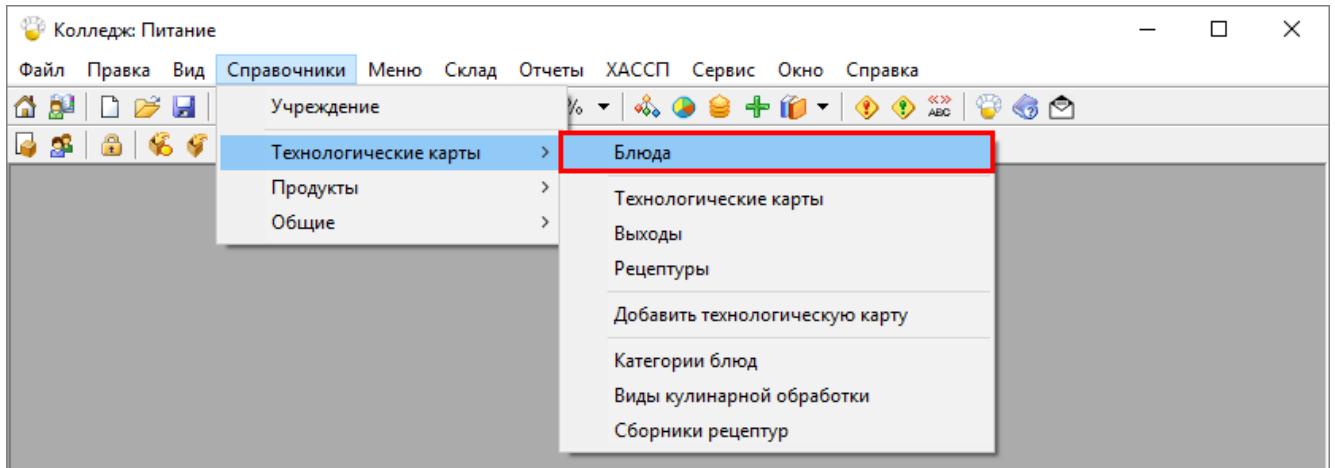 Колледж: Питание
Файл Правка Вид Справочники Меню Склад Отчеты ХАССП Сервис Окно Справка
Учреждение
%
«»
ABC
Технологические карты
Блюда
Продукты
Технологические карты
Общие
Выходы
Рецептуры
Добавить технологическую карту
Категории блюд
Виды кулинарной обработки
Сборники рецептур